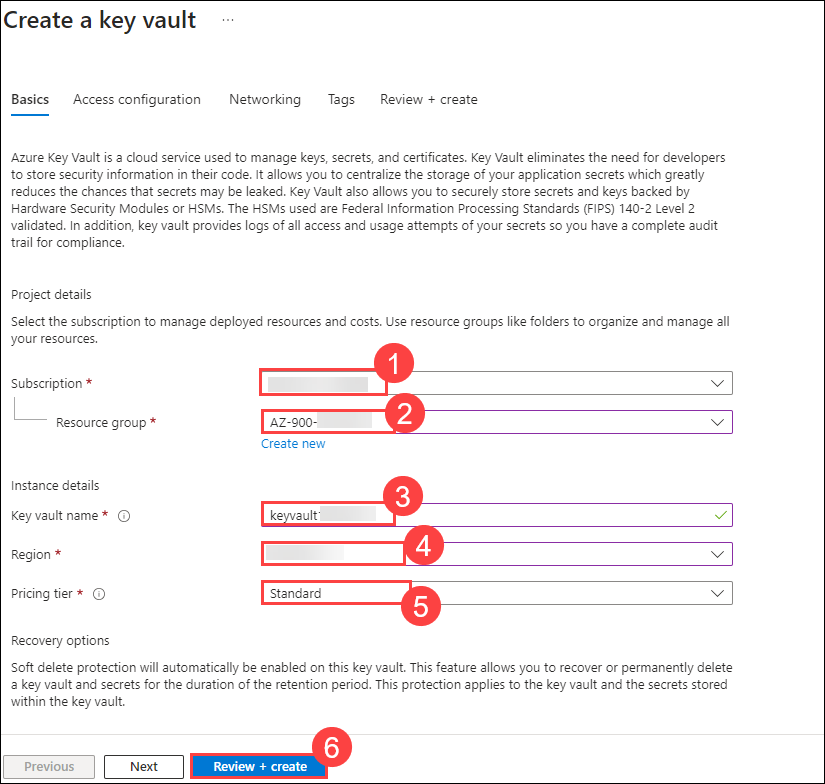 Create a key vault ...
Basics Access configuration Networking Tags Review + create
Azure Key Vault is a cloud service used to manage keys, secrets, and certificates. Key Vault eliminates the need for developers
to store security information in their code. It allows you to centralize the storage of your application secrets which greatly
reduces the chances that secrets may be leaked. Key Vault also allows you to securely store secrets and keys backed by
Hardware Security Modules or HSMs. The HSMs used are Federal Information Processing Standards (FIPS) 140-2 Level 2
validated. In addition, key vault provides logs of all access and usage attempts of your secrets so you have a complete audit
trail for compliance.
Project details
Select the subscription to manage deployed resources and costs. Use resource groups like folders to organize and manage all
your resources.
Subscription * 1
Resource group * AZ-900- 2
Create new
Instance details
Key vault name * keyvault 3
Region * 4
Pricing tier * Standard 5
Recovery options
Soft delete protection will automatically be enabled on this key vault. This feature allows you to recover or permanently delete
a key vault and secrets for the duration of the retention period. This protection applies to the key vault and the secrets stored
within the key vault.
Previous Next Review + create 6